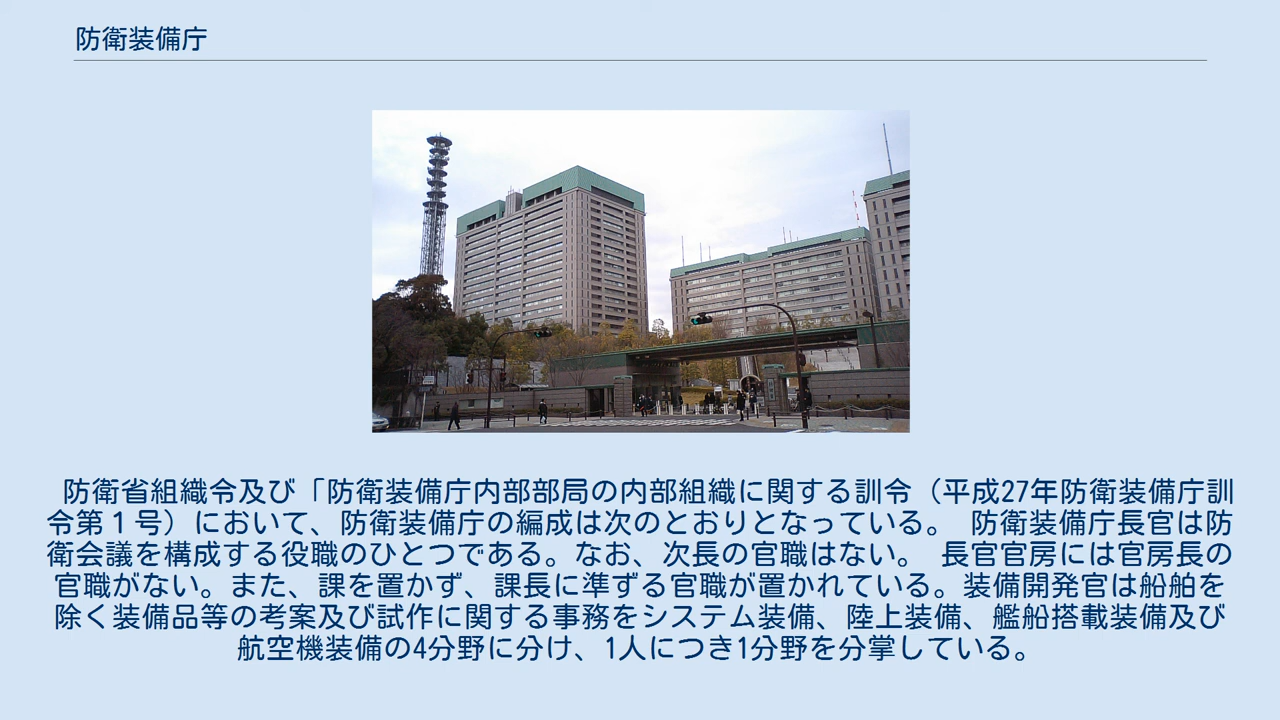 防衛装備庁
防衛省組織令及び「防衛装備庁内部部局の内部組織に関する訓令（平成27年防衛装備庁訓
令第１号）において、防衛装備庁の編成は次のとおりとなっている。　防衛装備庁長官は防
衛会議を構成する役職のひとつである。なお、次長の官職はない。　長官官房には官房長の
官職がない。また、課を置かず、課長に準ずる官職が置かれている。装備開発官は船舶を
除く装備品等の考案及び試作に関する事務をシステム装備、陸上装備、艦船搭載装備及び
航空機装備の4分野に分け、1人につき1分野を分掌している。